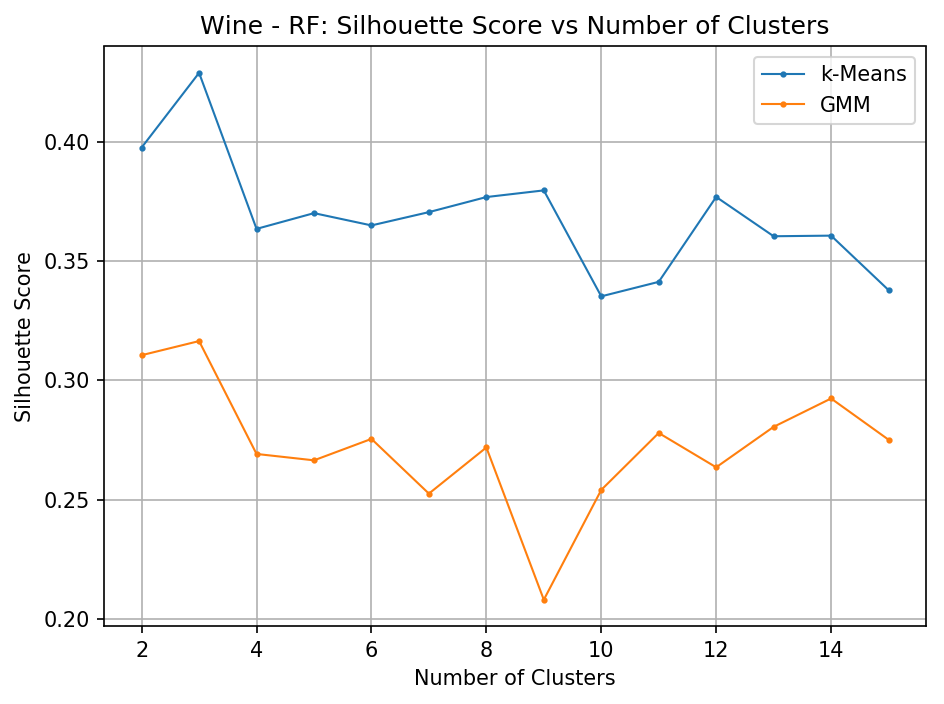 Wine - RF: Silhouette Score vs Number of Clusters
k-Means
GMM
0.40
0.35
0.30
0.25
0.20
Silhouette Score
2 4 6 8 10 12 14
Number of Clusters